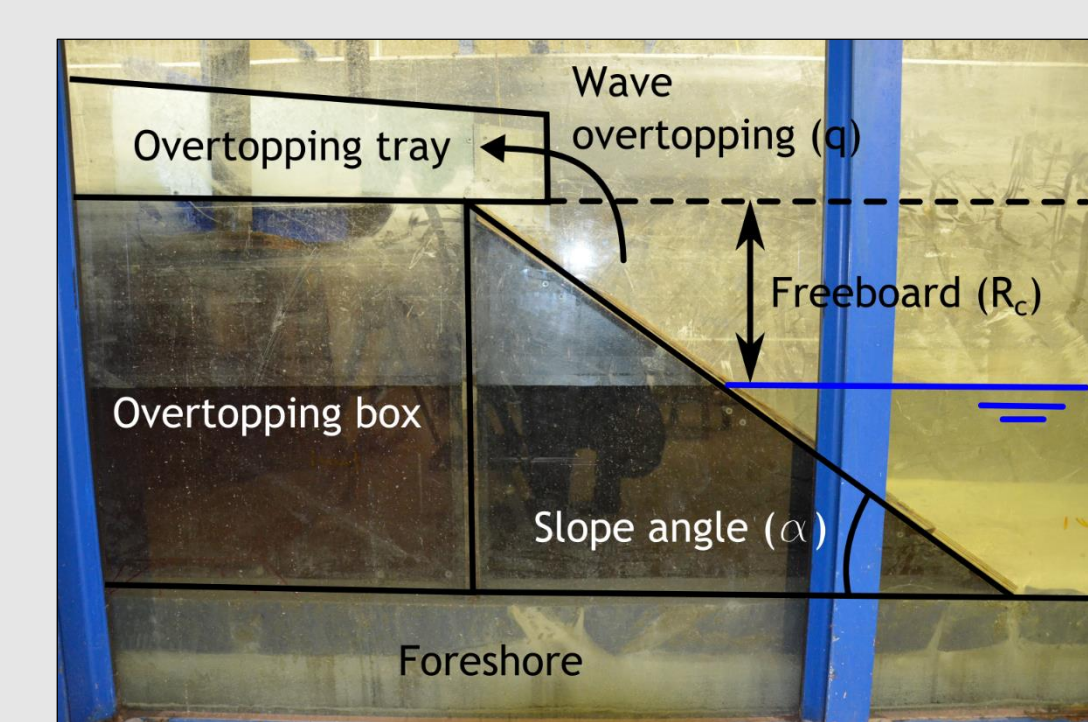 Wave
overtopping (q)
Overtopping tray
Freeboard (Rc)
Overtopping box
Slope angle (α)
Foreshore